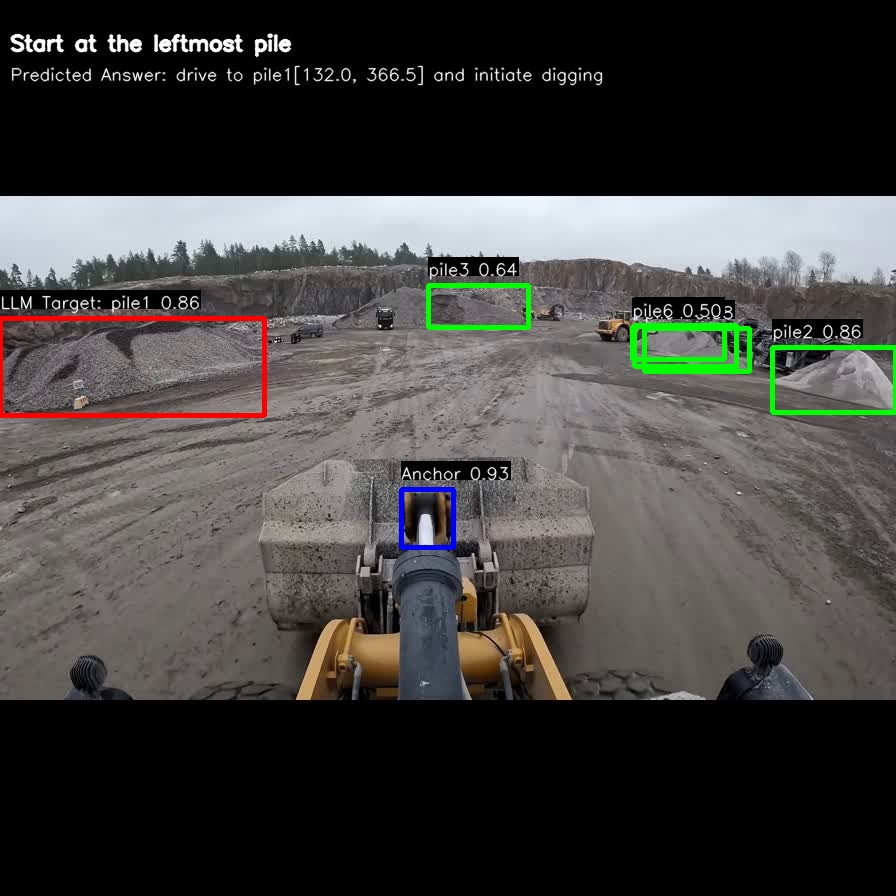 Start at the leftmost pile
Predicted Answer: drive to pile1[132.0, 366.5] and initiate digging
pile3 0.64
LLM Target: pile1 0.86
pile6 0.50
pile2 0.86
Anchor 0.93